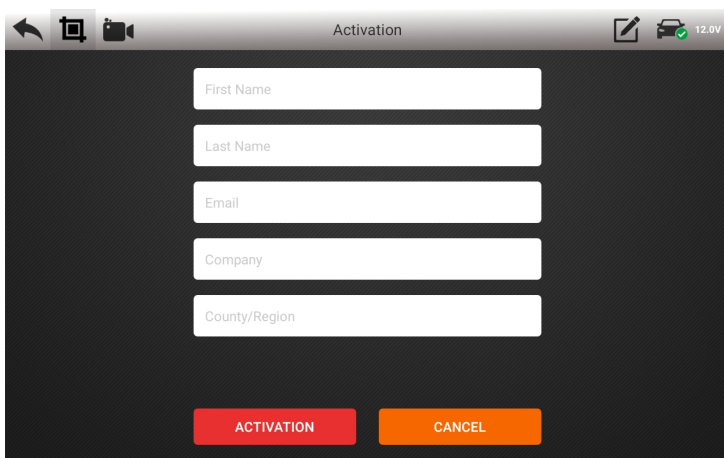 Activation
12.0V
First Name
Last Name
Email
Company
County/Region
ACTIVATION
CANCEL